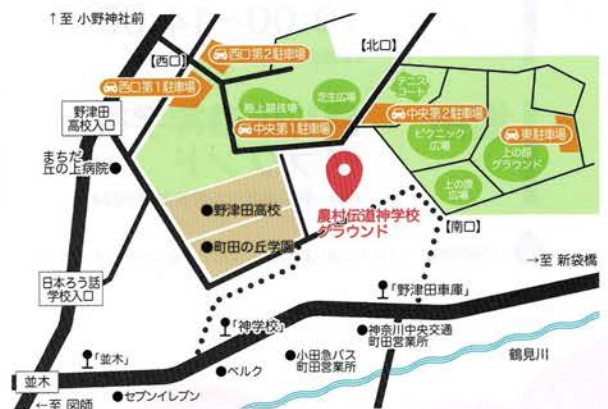 ↑至 小野神社前
【西口】
西口第2駐車場
【北口】
西口第1駐車場
陸上競技場
芝生広場
テニス
コート
中央第1駐車場
中央第2駐車場
ピクニック
広場
東駐車場
上の原
グラウンド
上の原
広場
野津田
高校入口
まちだ
丘の上病院
●野津田高校
●町田の丘学園
農村伝道神学校
グラウンド
【南口】
→至 新袋橋
日本ろう話
学校入口
「野津田車庫」
「神学校」
神奈川中央交通
町田営業所
「並木」
小田急バス
町田営業所
鶴見川
並木
ベルク
セブンイレブン
←至 図師